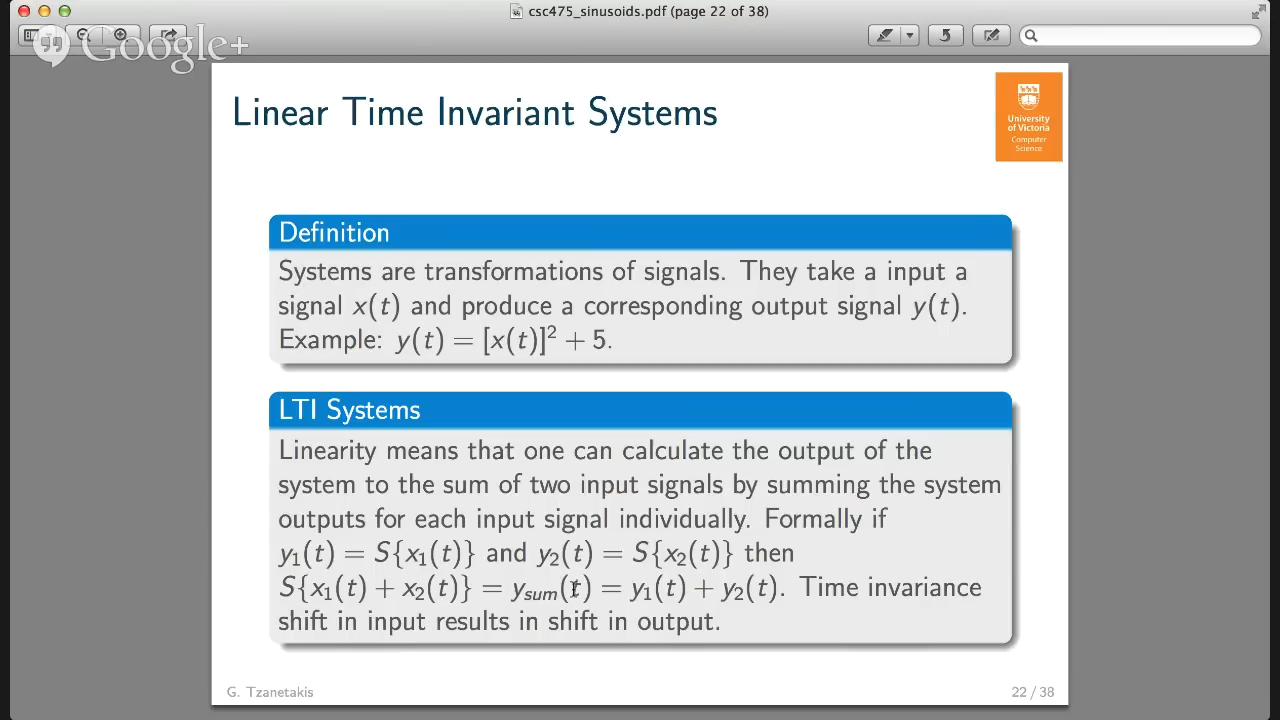 csc475_sinusoids.pdf (page 22 of 38)
Google+
Linear Time Invariant Systems
University
of Victoria
Computer
Science
Definition
Systems are transformations of signals. They take a input a
signal x(t) and produce a corresponding output signal y(t).
Example: y(t) = [x(t)]² + 5.
LTI Systems
Linearity means that one can calculate the output of the
system to the sum of two input signals by summing the system
outputs for each input signal individually. Formally if
y₁(t) = S{x₁(t)} and y₂(t) = S{x₂(t)} then
S{x₁(t) + x₂(t)} = y_sum(t) = y₁(t) + y₂(t). Time invariance
shift in input results in shift in output.
G. Tzanetakis
22 / 38